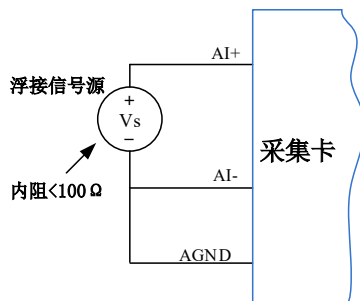 AI+
浮接信号源
+
Vs
−
采集卡
内阻<100Ω
AI-
AGND